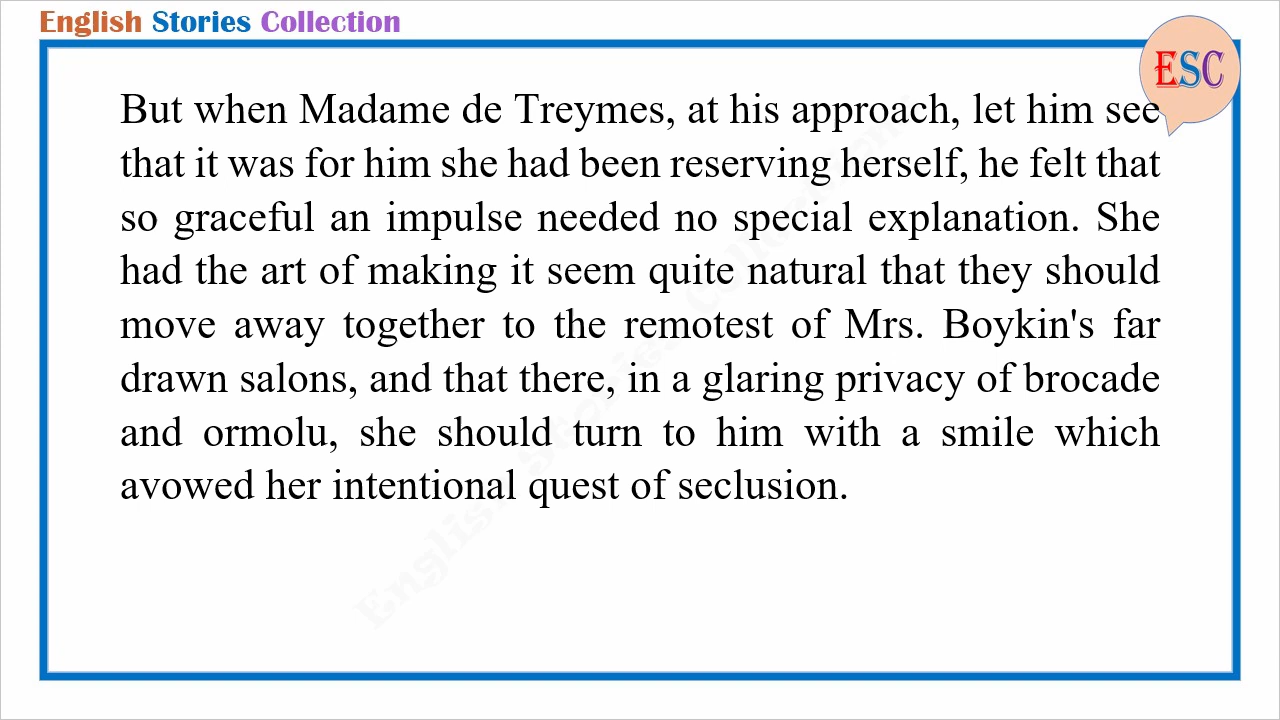 English Stories Collection
ESC
But when Madame de Treymes, at his approach, let him see
that it was for him she had been reserving herself, he felt that
so graceful an impulse needed no special explanation. She
had the art of making it seem quite natural that they should
move away together to the remotest of Mrs. Boykin's far
drawn salons, and that there, in a glaring privacy of brocade
and ormolu, she should turn to him with a smile which
avowed her intentional quest of seclusion.
English Stories Collection